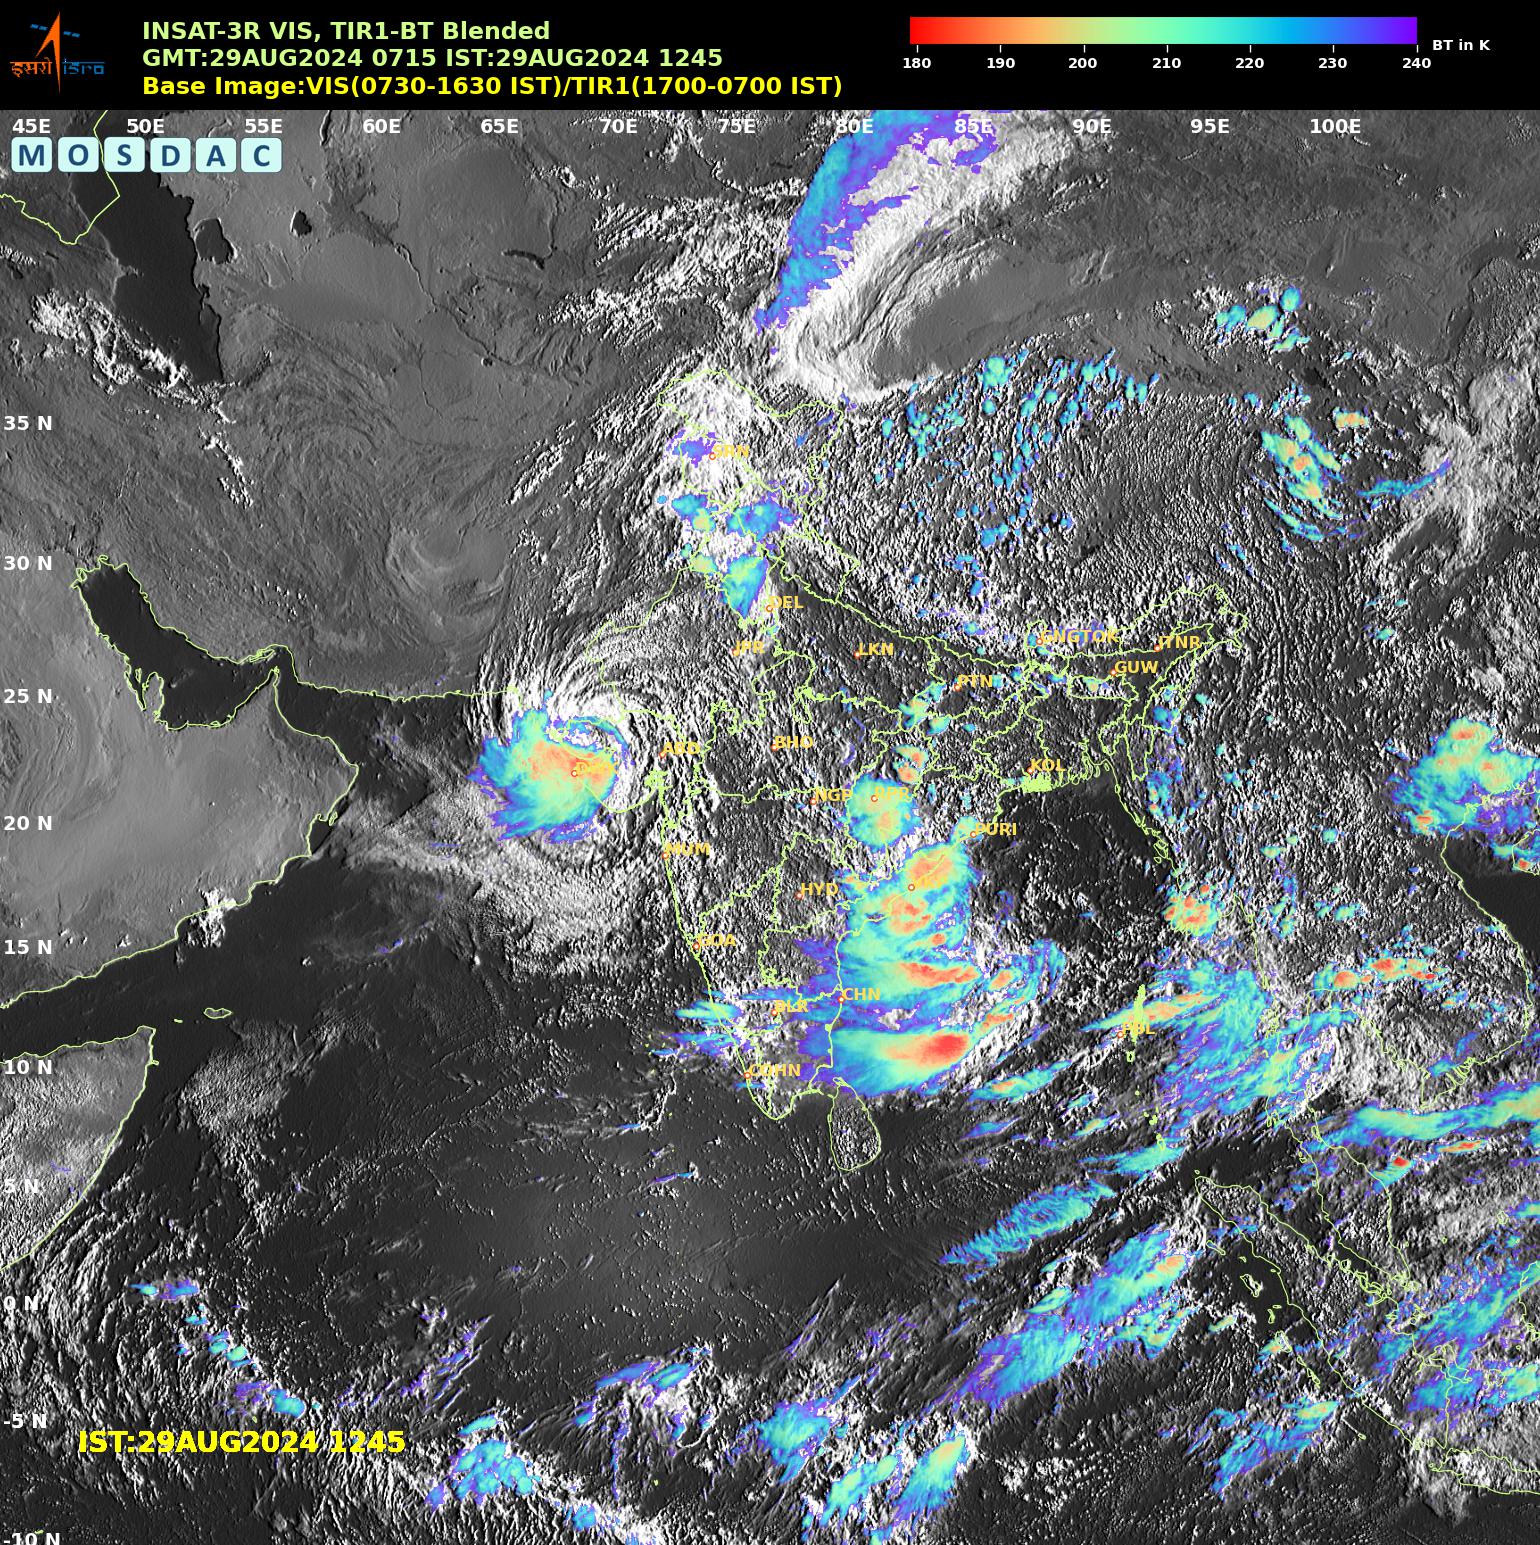 INSAT-3R VIS, TIR1-BT Blended
GMT:29AUG2024 0715 IST:29AUG2024 1245
Base Image:VIS(0730-1630 IST)/TIR1(1700-0700 IST)
BT in K
180 190 200 210 220 230 240
इसरो isro
45E 50E 55E 60E 65E 70E 75E 80E 85E 90E 95E 100E
M O S D A C
35 N
SRN
30 N
DEL
GNGTOK
ITNR
JPR
LKN
GUW
25 N
PTN
ABD
BHO
KOL
NGP
RPR
20 N
PURI
MUM
HYD
15 N
GOA
CHN
BLR
PBL
10 N
COHN
5 N
0 N
-5 N
IST:29AUG2024 1245
-10 N